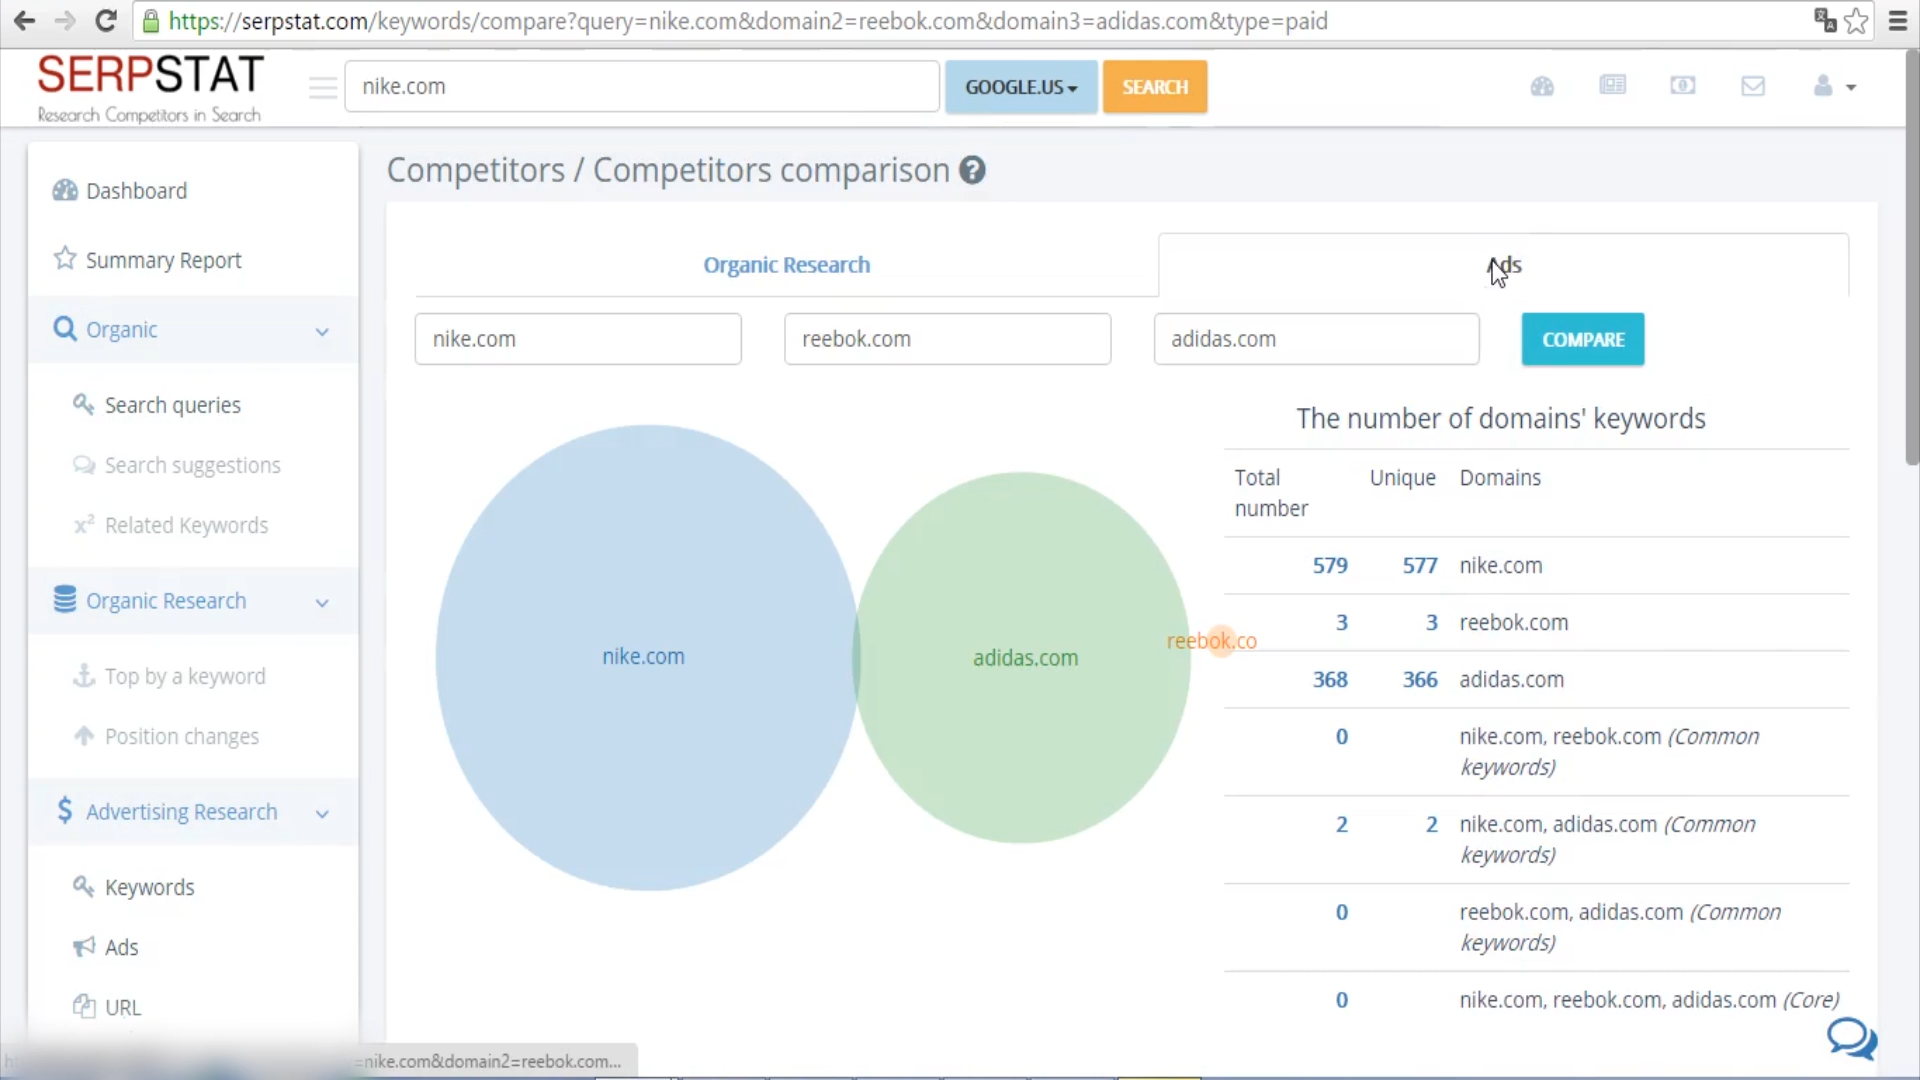 https://serpstat.com/keywords/compare?query=nike.com&domain2=reebok.com&domain3=adidas.com&type=paid
SERPSTAT
Research Competitors in Search
nike.com
GOOGLE.US
SEARCH
Dashboard
Summary Report
Organic
Search queries
Search suggestions
x² Related Keywords
Organic Research
Top by a keyword
Position changes
$ Advertising Research
Keywords
Ads
URL
Competitors / Competitors comparison ?
Organic Research
Ads
nike.com
reebok.com
adidas.com
COMPARE
nike.com
adidas.com
reebok.co
The number of domains' keywords
Total number Unique Domains
579 577 nike.com
3 3 reebok.com
368 366 adidas.com
0 nike.com, reebok.com (Common
keywords)
2 2 nike.com, adidas.com (Common
keywords)
0 reebok.com, adidas.com (Common
keywords)
0 nike.com, reebok.com, adidas.com (Core)
=nike.com&domain2=reebok.com...